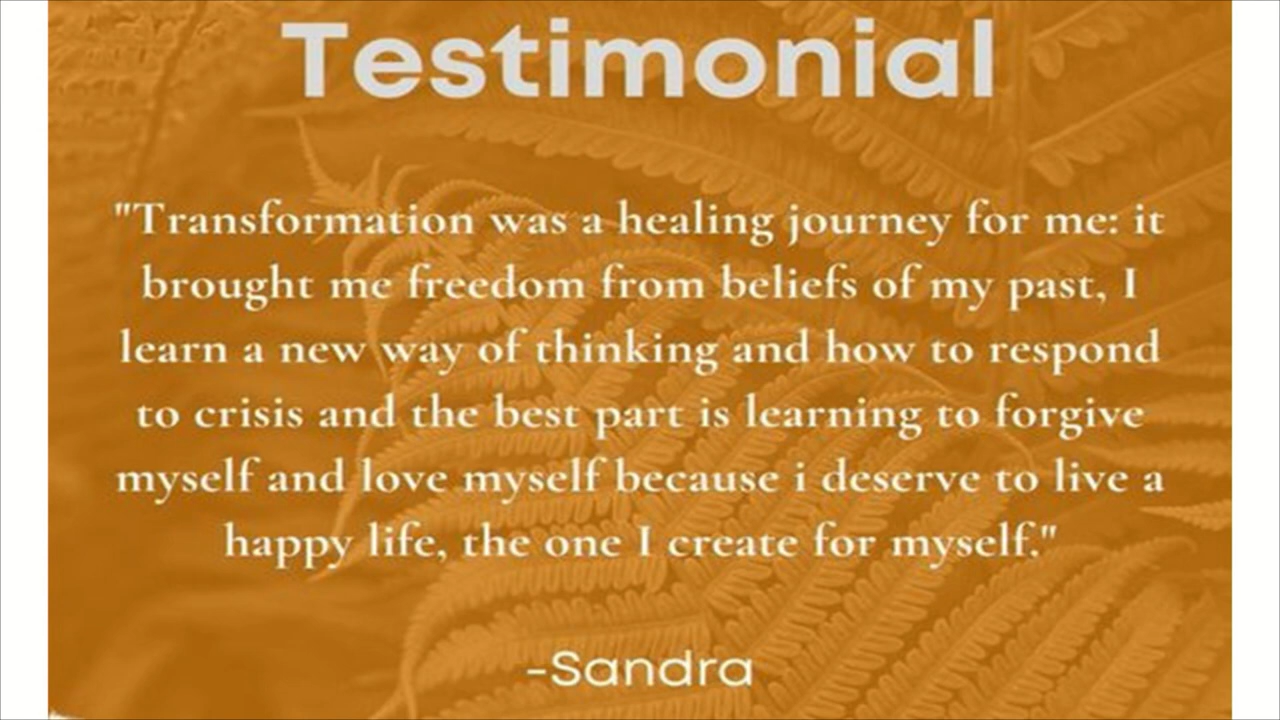 Testimonial
"Transformation was a healing journey for me: it
brought me freedom from beliefs of my past, I
learn a new way of thinking and how to respond
to crisis and the best part is learning to forgive
myself and love myself because i deserve to live a
happy life, the one I create for myself."
-Sandra